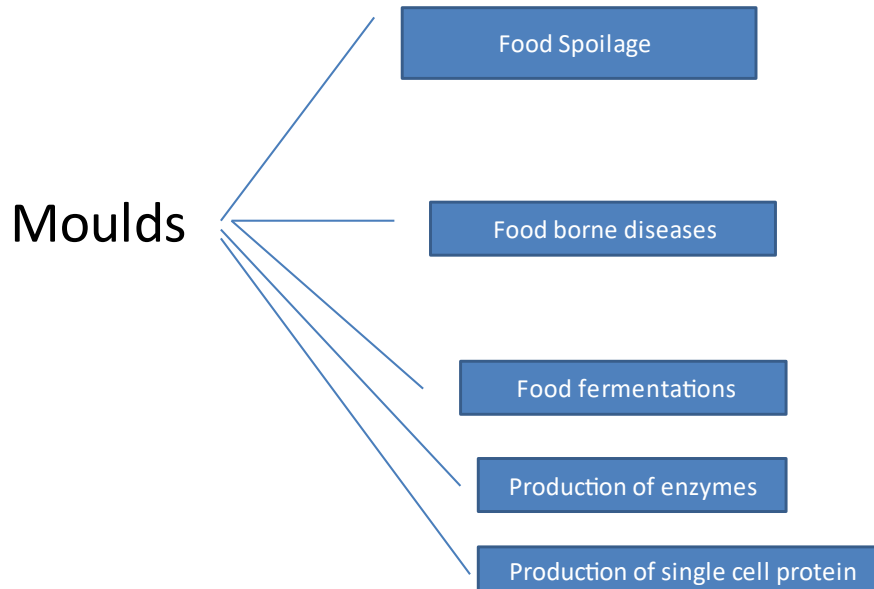 Food Spoilage
Moulds
Food borne diseases
Food fermentations
Production of enzymes
Production of single cell protein